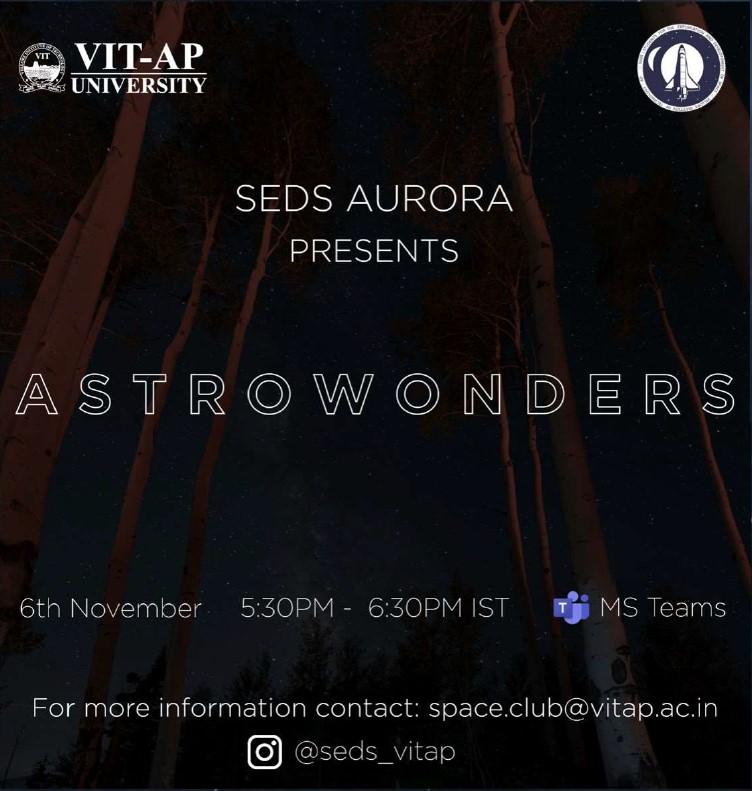 VIT
VIT-AP
UNIVERSITY
SEDS AURORA
PRESENTS
ASTROWONDERS
6th November 5:30PM - 6:30PM IST MS Teams
For more information contact: space.club@vitap.ac.in
@seds_vitap